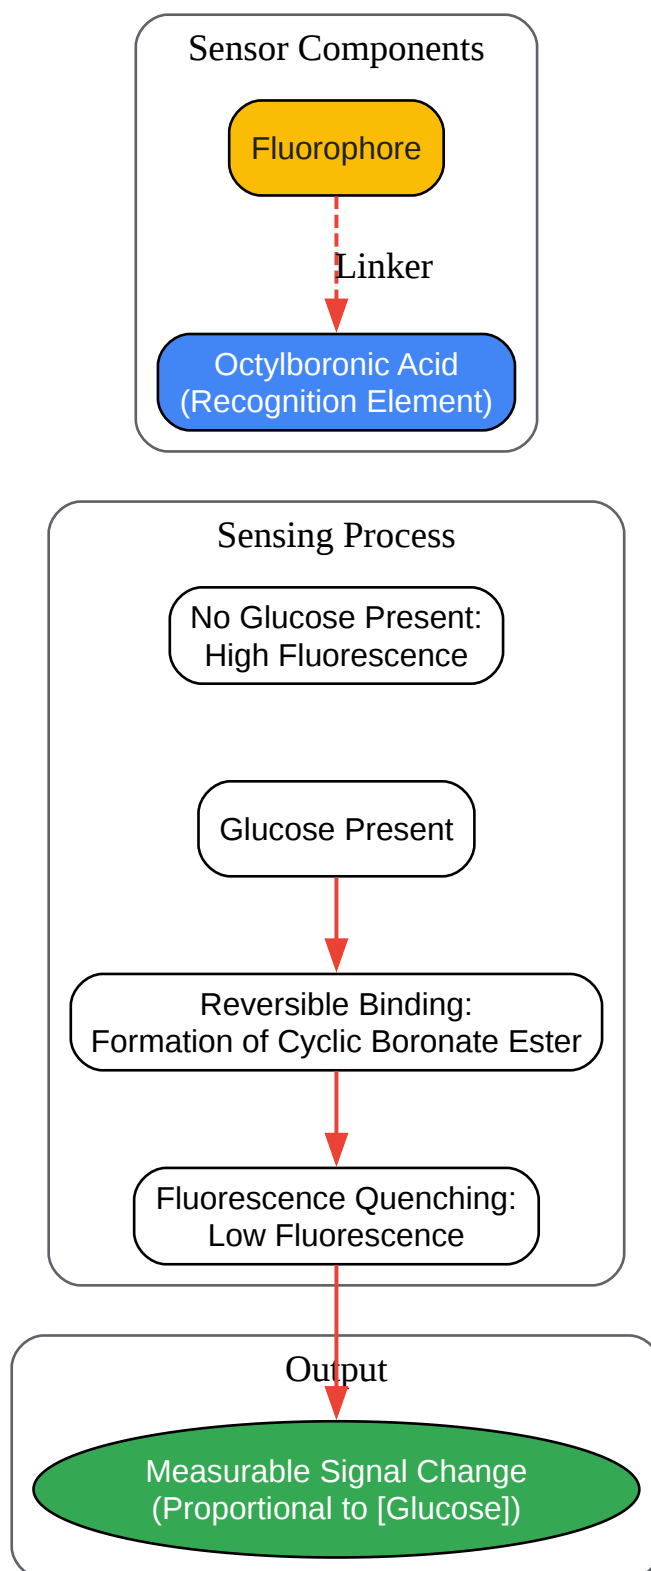 Sensor Components
Fluorophore
Linker
Octylboronic Acid
(Recognition Element)
Sensing Process
No Glucose Present:
High Fluorescence
Glucose Present
Reversible Binding:
Formation of Cyclic Boronate Ester
Fluorescence Quenching:
Low Fluorescence
Output
Measurable Signal Change
(Proportional to [Glucose])